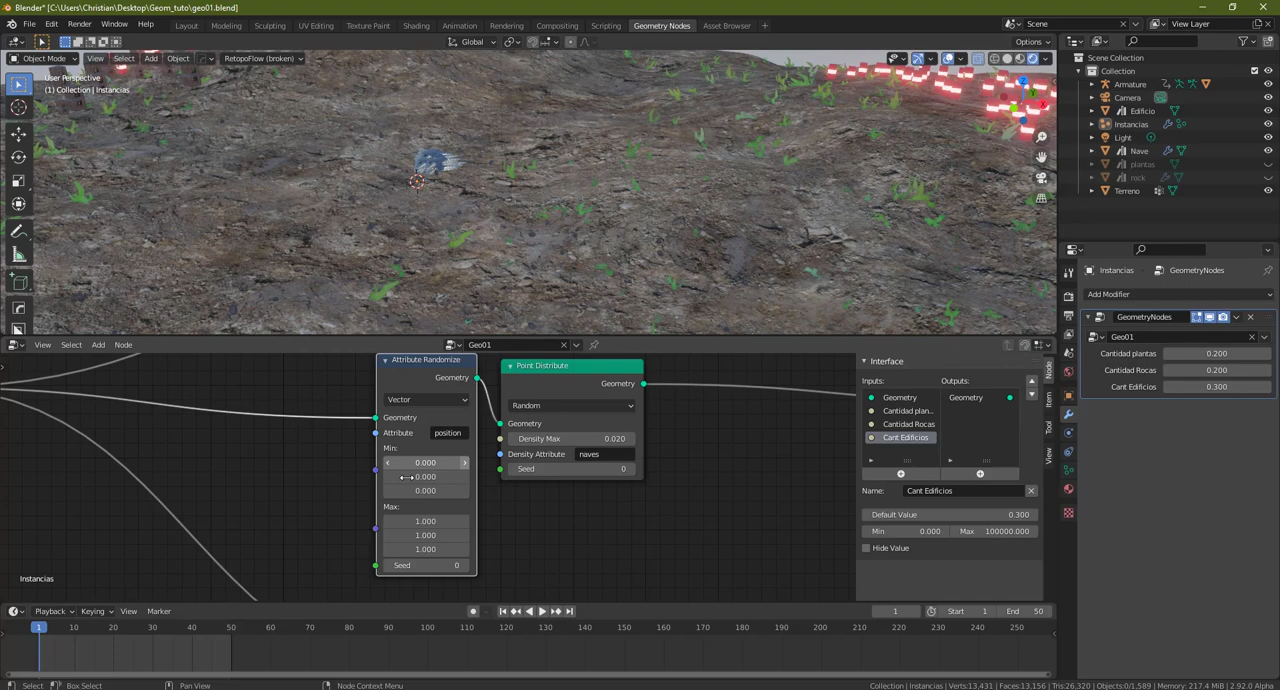 Blender* [C:\Users\Christian\Desktop\Geom_tuto\geo01.blend]
File Edit Render Window Help Layout Modeling Sculpting UV Editing Texture Paint Shading Animation Rendering Compositing Scripting Geometry Nodes Asset Browser + Scene View Layer
Global Options
Object Mode View Select Add Object RetopoFlow (broken)
User Perspective
(1) Collection | Instancias
Z
Y
X
Scene Collection
Collection
Armature
Camera
Edificio
Instancias
Light
Nave
plantas
rock
Terreno
Instancias GeometryNodes
Add Modifier
GeometryNodes
Geo01
Cantidad plantas 0.200
Cantidad Rocas 0.200
Cant Edificios 0.300
View Select Add Node Geo01
Attribute Randomize
Geometry
Vector
Geometry
Attribute position
Min:
0.000
0.000
0.000
Max:
1.000
1.000
1.000
Seed 0
Point Distribute
Geometry
Random
Geometry
Density Max 0.020
Density Attribute naves
Seed 0
Interface
Inputs: Outputs:
Geometry Geometry
Cantidad plan...
Cantidad Rocas
Cant Edificios
Name: Cant Edificios
Default Value 0.300
Min 0.000 Max 100000.000
Hide Value
Node
Item
Tool
View
Instancias
Playback Keying View Marker 1 Start 1 End 50
1 10 20 30 40 50 60 70 80 90 100 110 120 130 140 150 160 170 180 190 200 210 220 230 240 250
Select Box Select Pan View Node Context Menu Collection | Instancias | Verts:13,431 | Faces:13,156 | Tris:26,320 | Objects:0/1,589 | Memory: 217.4 MiB | 2.92.0 Alpha